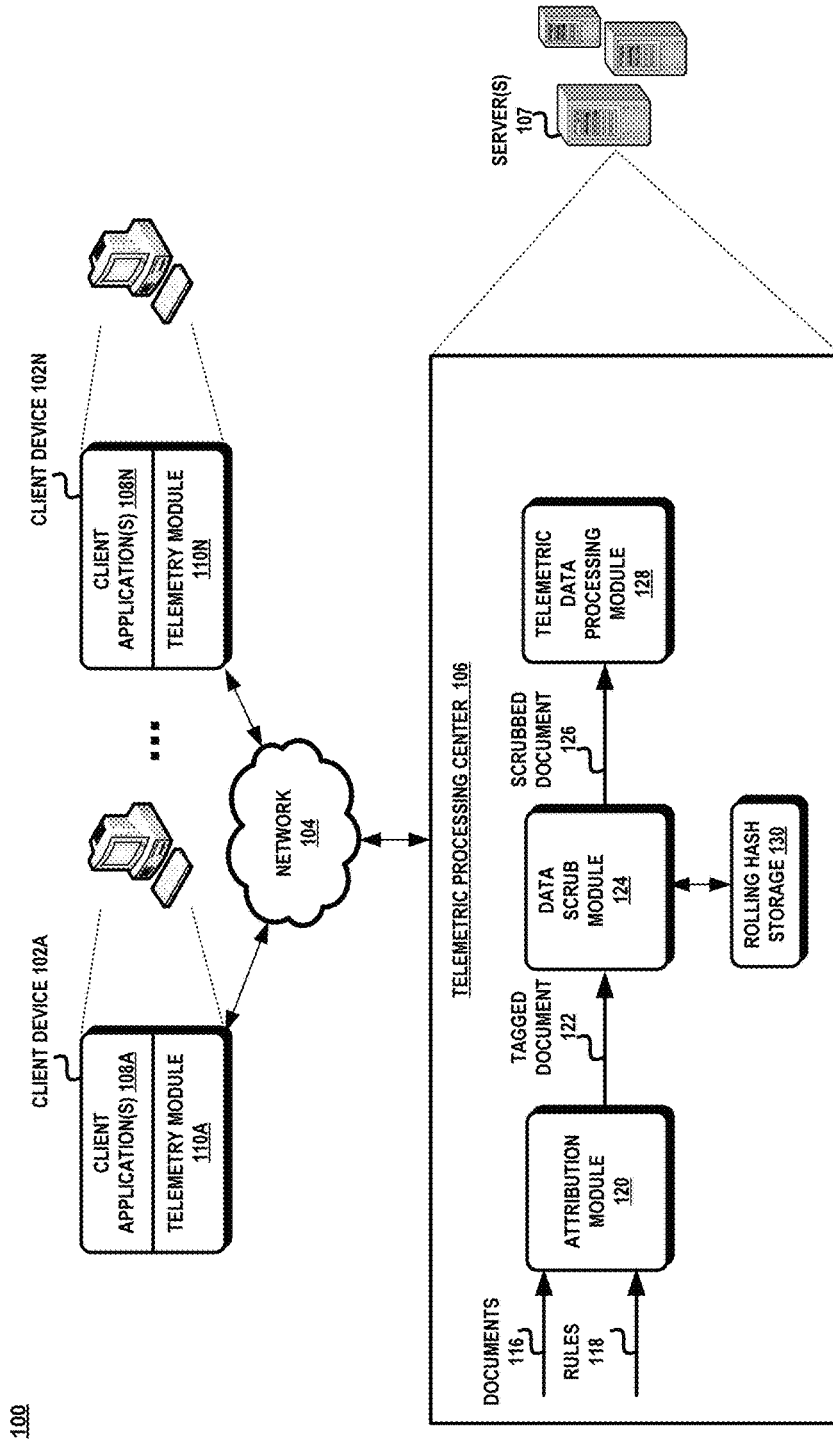 100
CLIENT DEVICE 102A
CLIENT
APPLICATION(S) 108A
TELEMETRY MODULE
110A
CLIENT DEVICE 102N
CLIENT
APPLICATION(S) 108N
TELEMETRY MODULE
110N
NETWORK
104
SERVER(S)
107
TELEMETRIC PROCESSING CENTER 106
DOCUMENTS
116
RULES
118
ATTRIBUTION
MODULE
120
TAGGED
DOCUMENT
122
DATA
SCRUB
MODULE
124
SCRUBBED
DOCUMENT
126
TELEMETRIC
DATA
PROCESSING
MODULE
128
ROLLING HASH
STORAGE 130